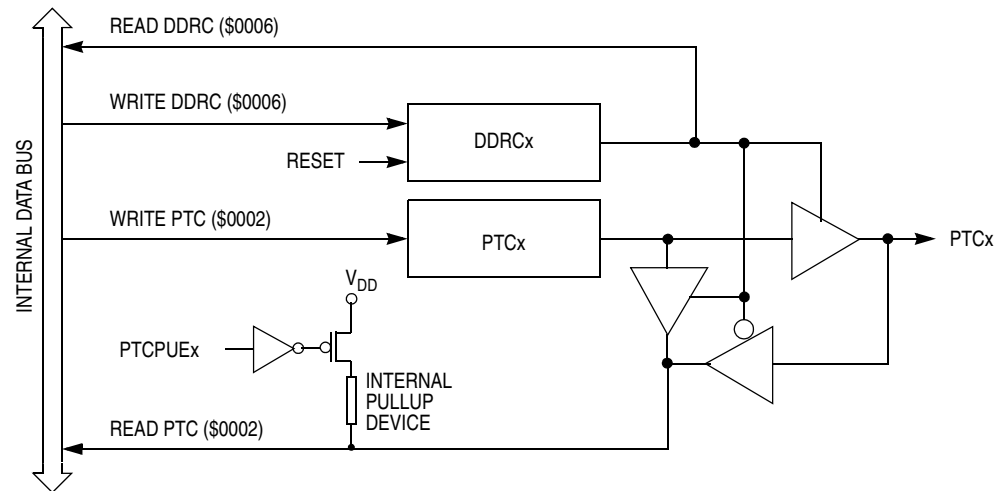 READ DDRC ($0006)
WRITE DDRC ($0006)
DDRCx
RESET
INTERNAL DATA BUS
WRITE PTC ($0002)
PTCx
PTCx
VDD
PTCPUEx
INTERNAL
PULLUP
DEVICE
READ PTC ($0002)